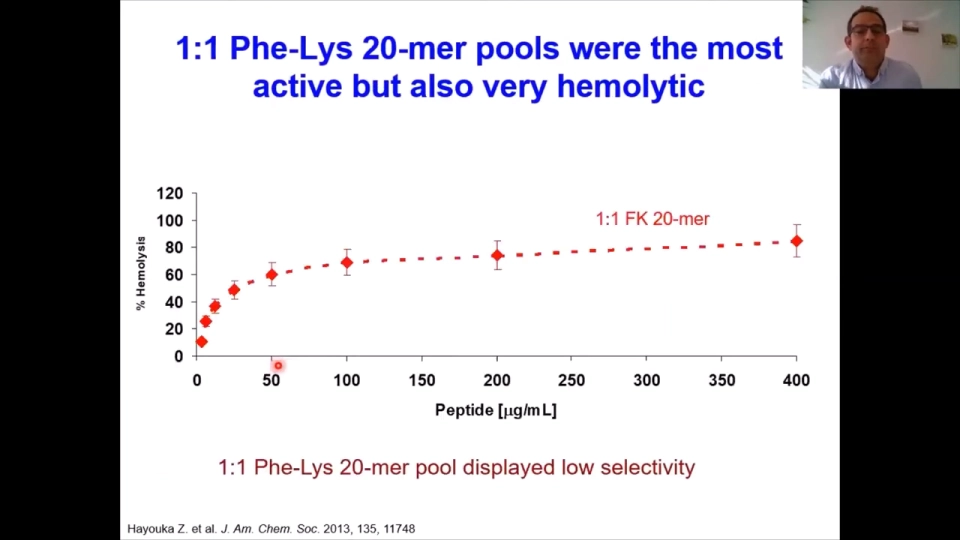 1:1 Phe-Lys 20-mer pools were the most
active but also very hemolytic
120
100
80
60
40
20
0
% Hemolysis
1:1 FK 20-mer
0 50 100 150 200 250 300 350 400
Peptide [µg/mL]
1:1 Phe-Lys 20-mer pool displayed low selectivity
Hayouka Z. et al. J. Am. Chem. Soc. 2013, 135, 11748